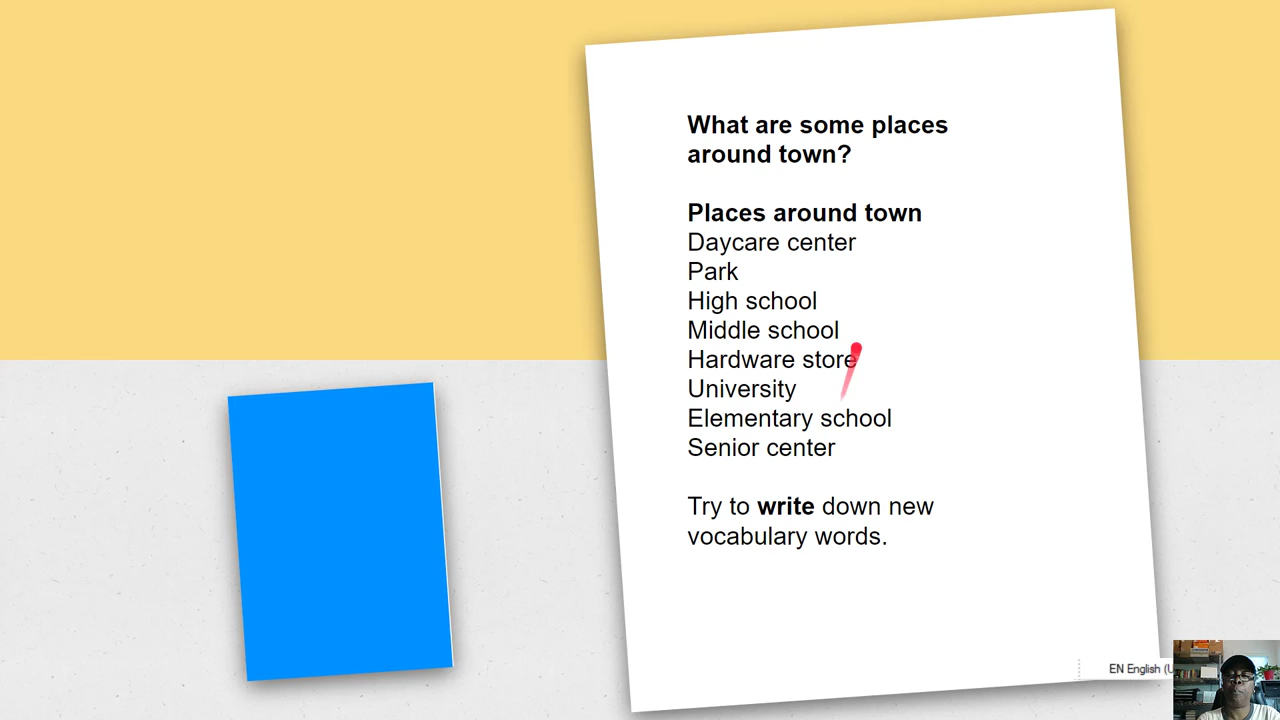 What are some places
around town?
Places around town
Daycare center
Park
High school
Middle school
Hardware store
University
Elementary school
Senior center
Try to write down new
vocabulary words.
EN English (U